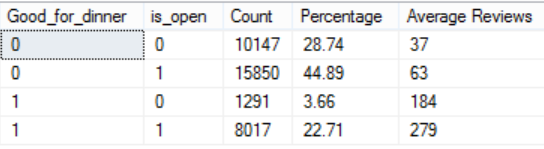 Good_for_dinner is_open Count Percentage Average Reviews
0 0 10147 28.74 37
0 1 15850 44.89 63
1 0 1291 3.66 184
1 1 8017 22.71 279